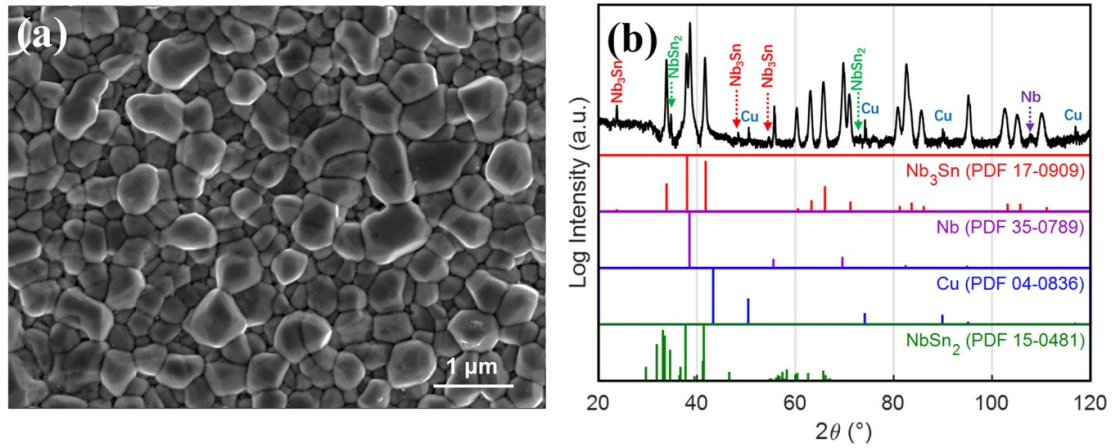 (a)
1 μm
(b)
Nb₃Sn
NbSn₂
Nb₃Sn
Nb₃Sn
NbSn₂
Cu
Cu
Cu
Nb
Cu
Log Intensity (a.u.)
Nb₃Sn (PDF 17-0909)
Nb (PDF 35-0789)
Cu (PDF 04-0836)
NbSn₂ (PDF 15-0481)
20 40 60 80 100 120
2θ (°)